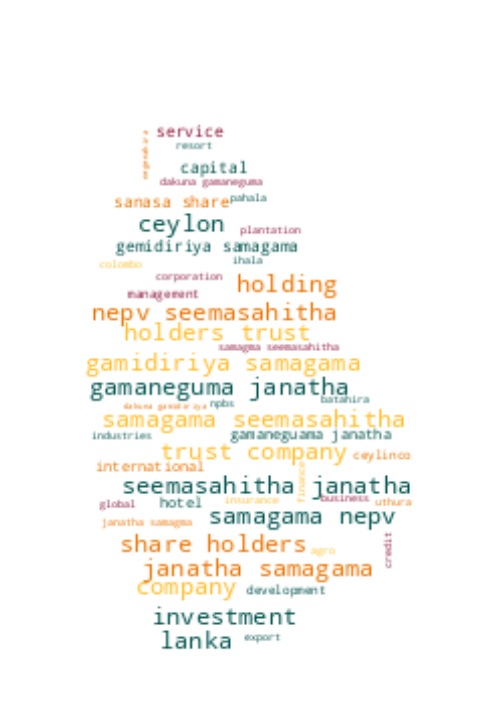 service
resort
capital
dakuna gamaneguma
sanasa share
pahala
ceylon
plantation
gemidiriya samagama
colombo
ihala
corporation
holding
management
nepv seemasahitha
holders trust
samagma seemasahitha
gamidiriya samagama
gamaneguma janatha
batahira
dakuna gamidiriya
npbs
samagama seemasahitha
industries
gamaneguama janatha
trust company
ceylinco
international
finance
seemasahitha janatha
global
hotel
insurance
business
uthura
janatha samagma
samagama nepv
share holders
agro
credit
janatha samagama
company
development
investment
lanka
export